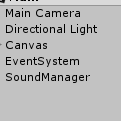 Main Camera
Directional Light
Canvas
EventSystem
SoundManager